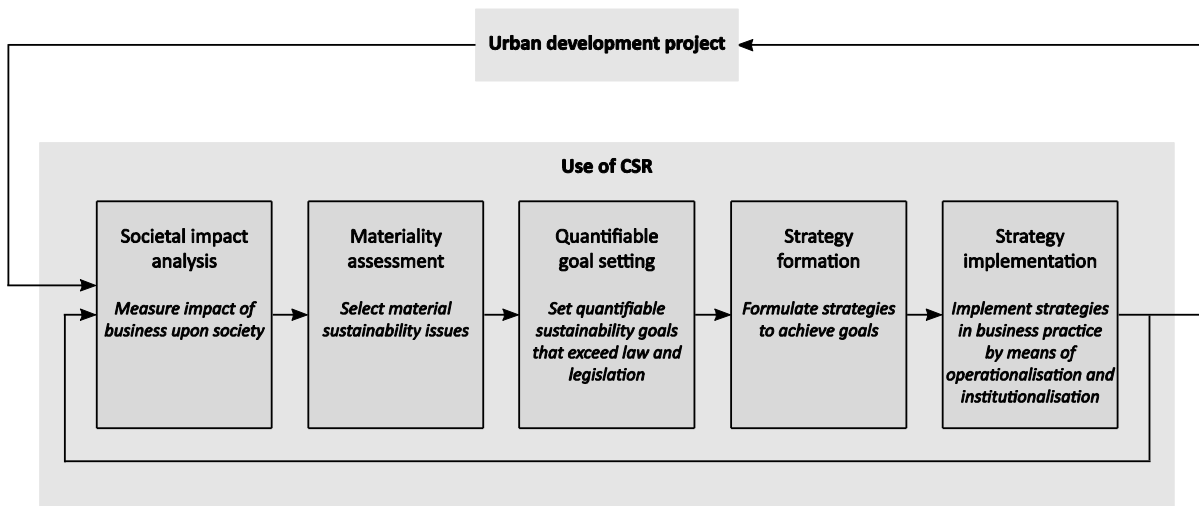 Urban development project
Use of CSR
Societal impact
analysis
Measure impact of
business upon society
Materiality
assessment
Select material
sustainability issues
Quantifiable
goal setting
Set quantifiable
sustainability goals
that exceed law and
legislation
Strategy
formation
Formulate strategies
to achieve goals
Strategy
implementation
Implement strategies
in business practice
by means of
operationalisation and
institutionalisation